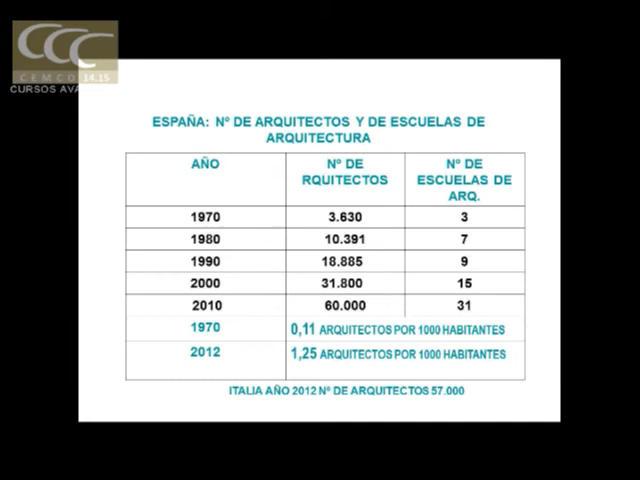 CCC
CEMCO 14.15
CURSOS AVA
ESPAÑA: Nº DE ARQUITECTOS Y DE ESCUELAS DE
ARQUITECTURA
AÑO Nº DE RQUITECTOS Nº DE ESCUELAS DE ARQ.
1970 3.630 3
1980 10.391 7
1990 18.885 9
2000 31.800 15
2010 60.000 31
1970 0,11 ARQUITECTOS POR 1000 HABITANTES
2012 1,25 ARQUITECTOS POR 1000 HABITANTES
ITALIA AÑO 2012 Nº DE ARQUITECTOS 57.000